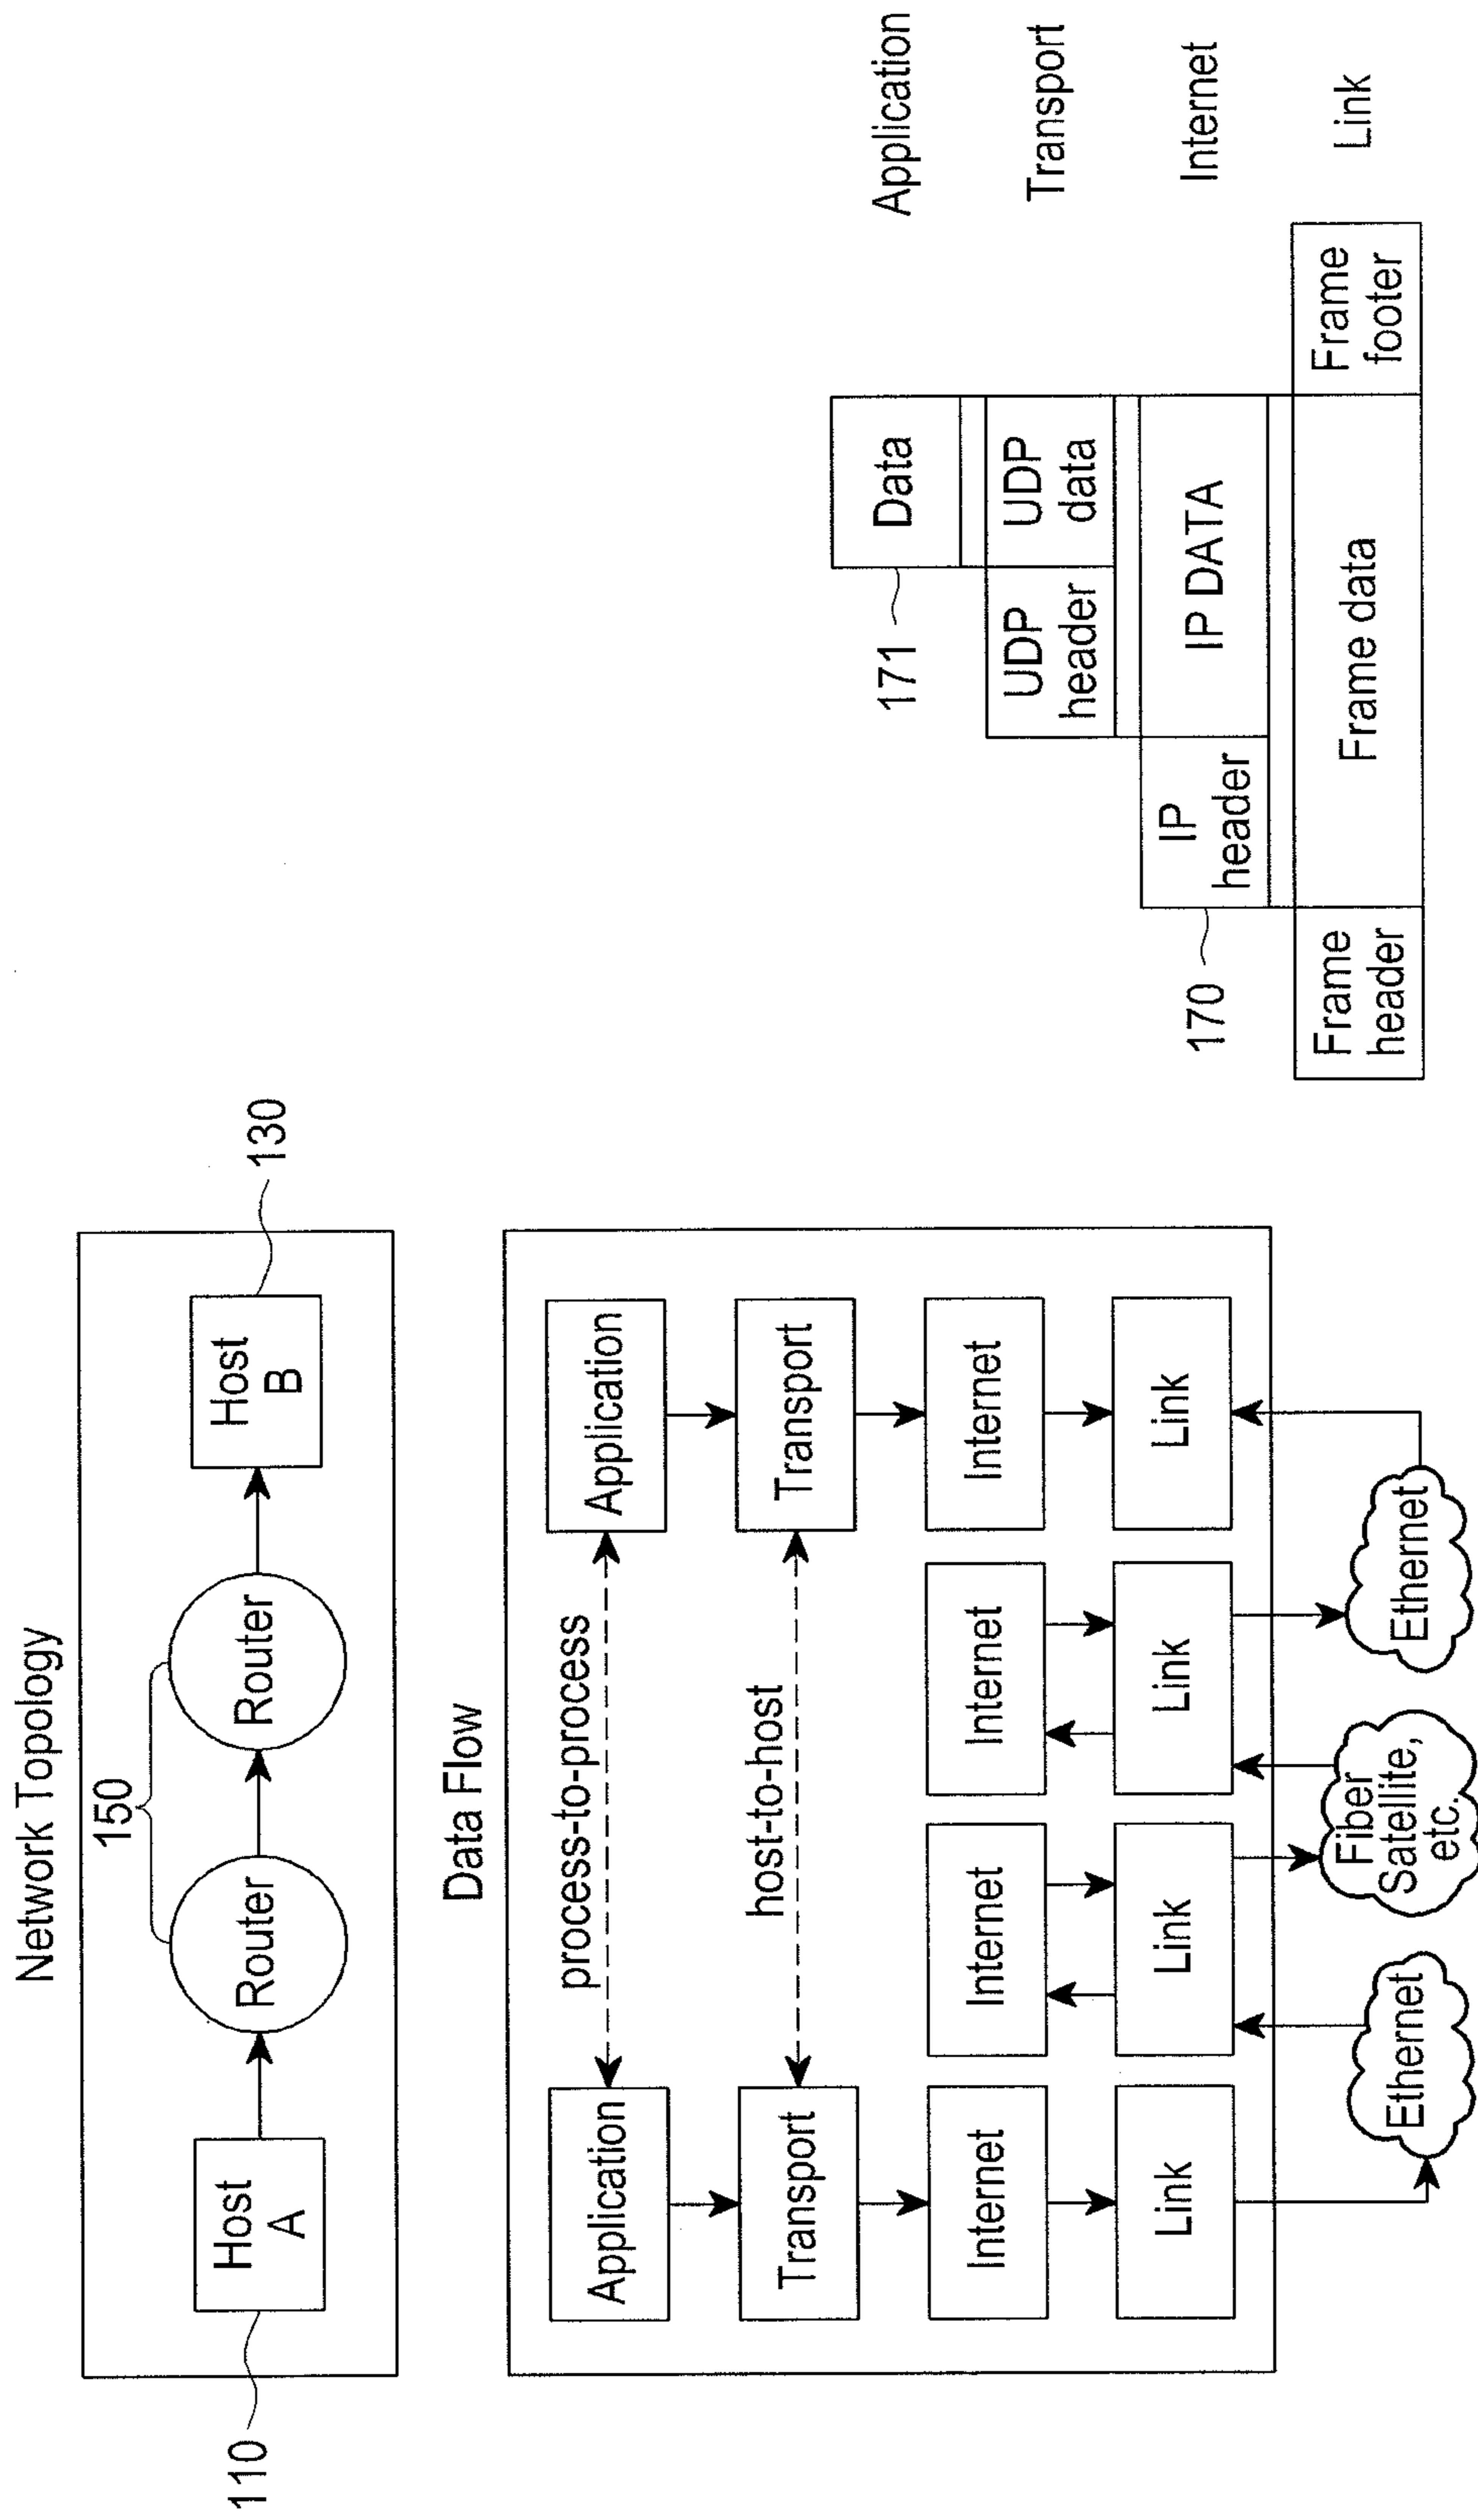 Network Topology
150
110
Host
A
Router
Router
Host
B
130
Data Flow
Application
process-to-process
Application
Transport
host-to-host
Transport
Internet
Internet
Internet
Internet
Link
Link
Link
Link
Ethernet
Fiber
Satellite,
etc.
Ethernet
171
Data
Application
UDP
header
UDP
data
Transport
170
IP
header
IP DATA
Internet
Frame
header
Frame data
Frame
footer
Link